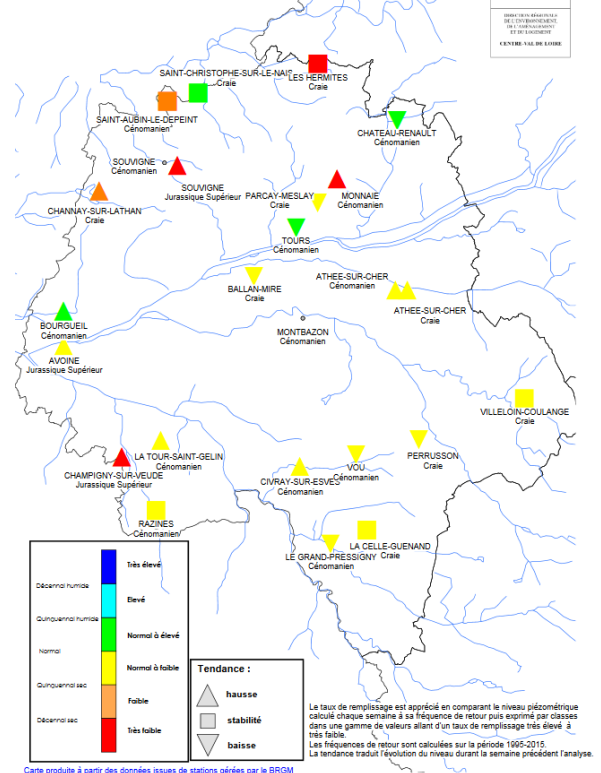 DIRECTION RÉGIONALE
DE L'ENVIRONNEMENT,
DE L'AMÉNAGEMENT
ET DU LOGEMENT
CENTRE-VAL DE LOIRE
SAINT-CHRISTOPHE-SUR-LE-NAIS
Craie
LES HERMITES
Craie
SAINT-AUBIN-LE-DEPEINT
Cénomanien
CHATEAU-RENAULT
Cénomanien
SOUVIGNE
Cénomanien
SOUVIGNE
Jurassique Supérieur
PARCAY-MESLAY
Craie
MONNAIE
Cénomanien
CHANNAY-SUR-LATHAN
Craie
TOURS
Cénomanien
BALLAN-MIRE
Craie
ATHEE-SUR-CHER
Cénomanien
ATHEE-SUR-CHER
Craie
BOURGUEIL
Cénomanien
MONTBAZON
Cénomanien
AVOINE
Jurassique Supérieur
VILLELOIN-COULANGE
Craie
LA TOUR-SAINT-GELIN
Cénomanien
PERRUSSON
Craie
VOU
Cénomanien
CHAMPIGNY-SUR-VEUDE
Jurassique Supérieur
CIVRAY-SUR-ESVES
Cénomanien
RAZINES
Cénomanien
LA CELLE-GUENAND
Craie
LE GRAND-PRESSIGNY
Cénomanien
Très élevé
Décennal humide
Elevé
Quinquennal humide
Normal à élevé
Normal
Normal à faible
Quinquennal sec
Faible
Décennal sec
Très faible
Tendance :
hausse
stabilité
baisse
Le taux de remplissage est apprécié en comparant le niveau piézométrique
calculé chaque semaine à sa fréquence de retour puis exprimé par classes
dans une gamme de valeurs allant d'un taux de remplissage très élevé à
très faible.
Les fréquences de retour sont calculées sur la période 1995-2015.
La tendance traduit l'évolution du niveau durant la semaine précédent l'analyse.
Carte produite à partir des données issues de stations gérées par le BRGM